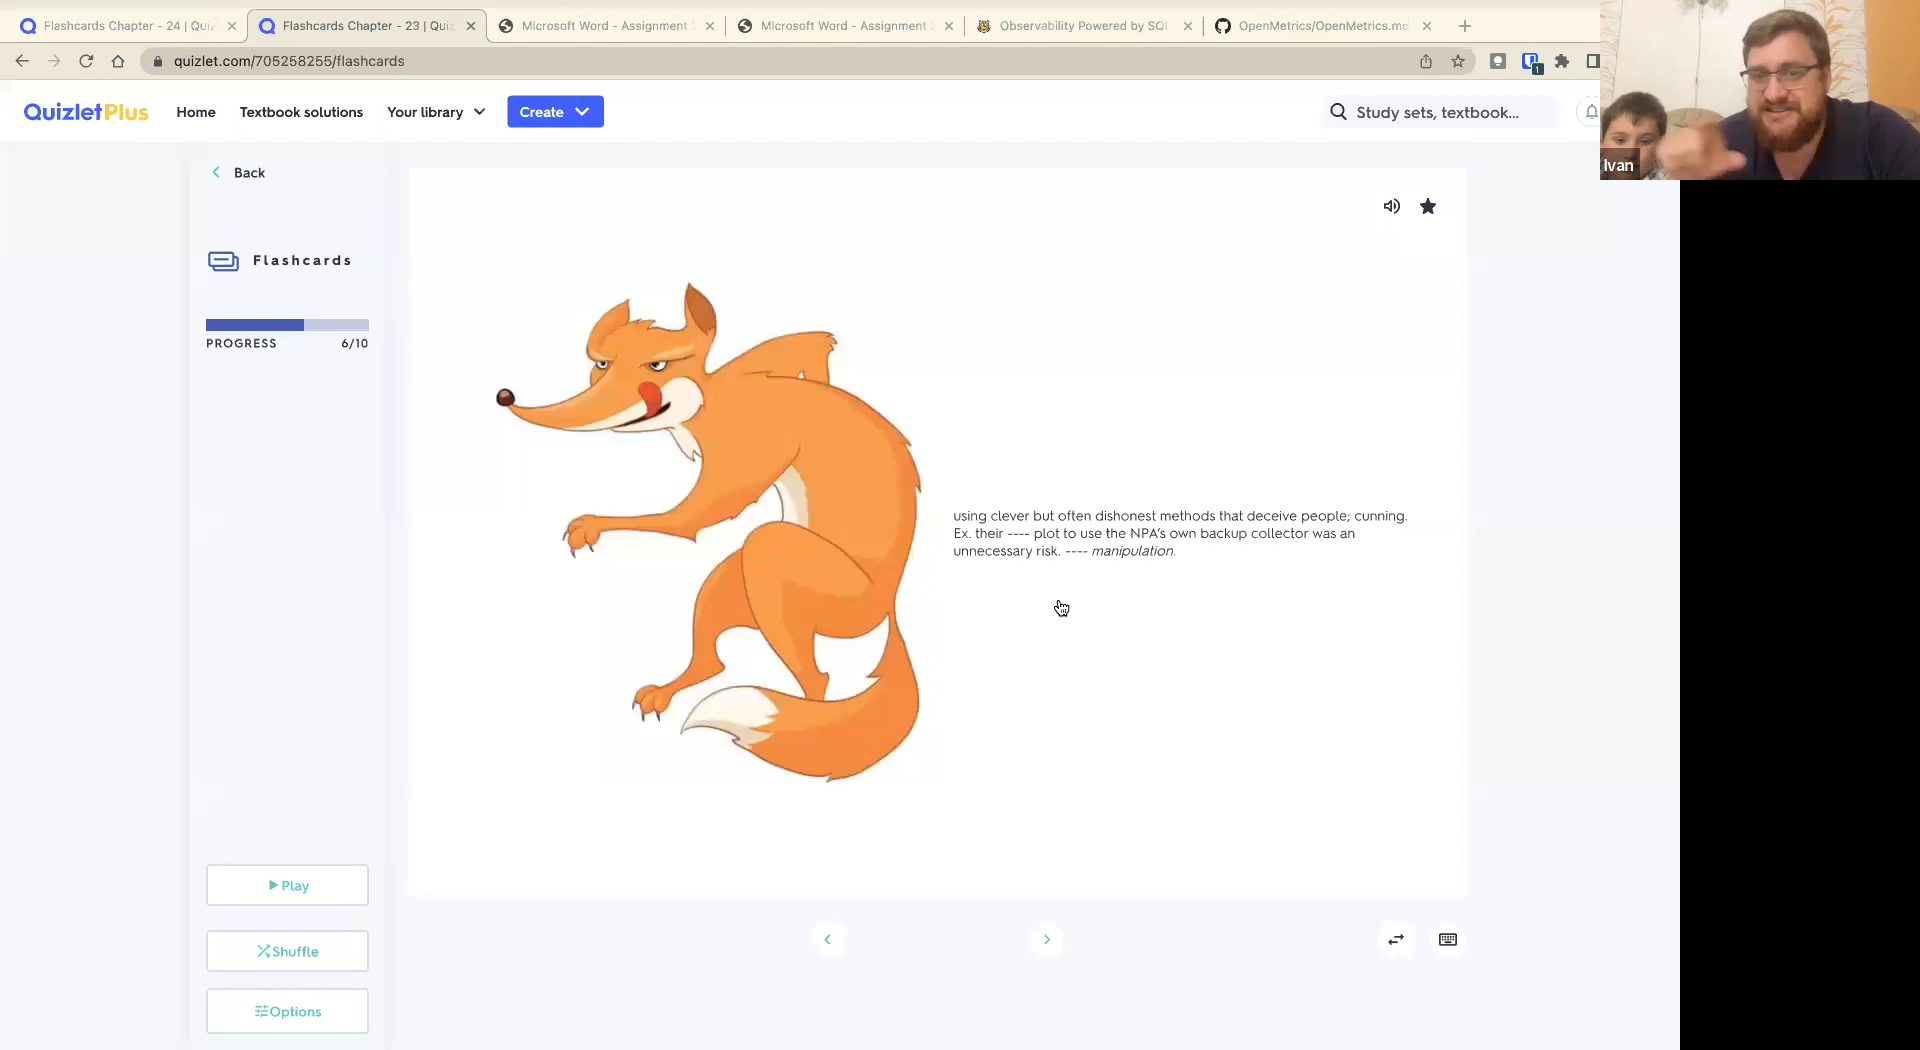 Flashcards Chapter - 24 | Qui
Flashcards Chapter - 23 | Qui
Microsoft Word - Assignment
Microsoft Word - Assignment
Observability Powered by SQL
OpenMetrics/OpenMetrics.md
quizlet.com/705258255/flashcards
1
QuizletPlus
Home
Textbook solutions
Your library
Create
Study sets, textbook...
Ivan
Back
Flashcards
PROGRESS 6/10
using clever but often dishonest methods that deceive people; cunning.
Ex. their ---- plot to use the NPA's own backup collector was an
unnecessary risk. ---- manipulation.
Play
Shuffle
Options